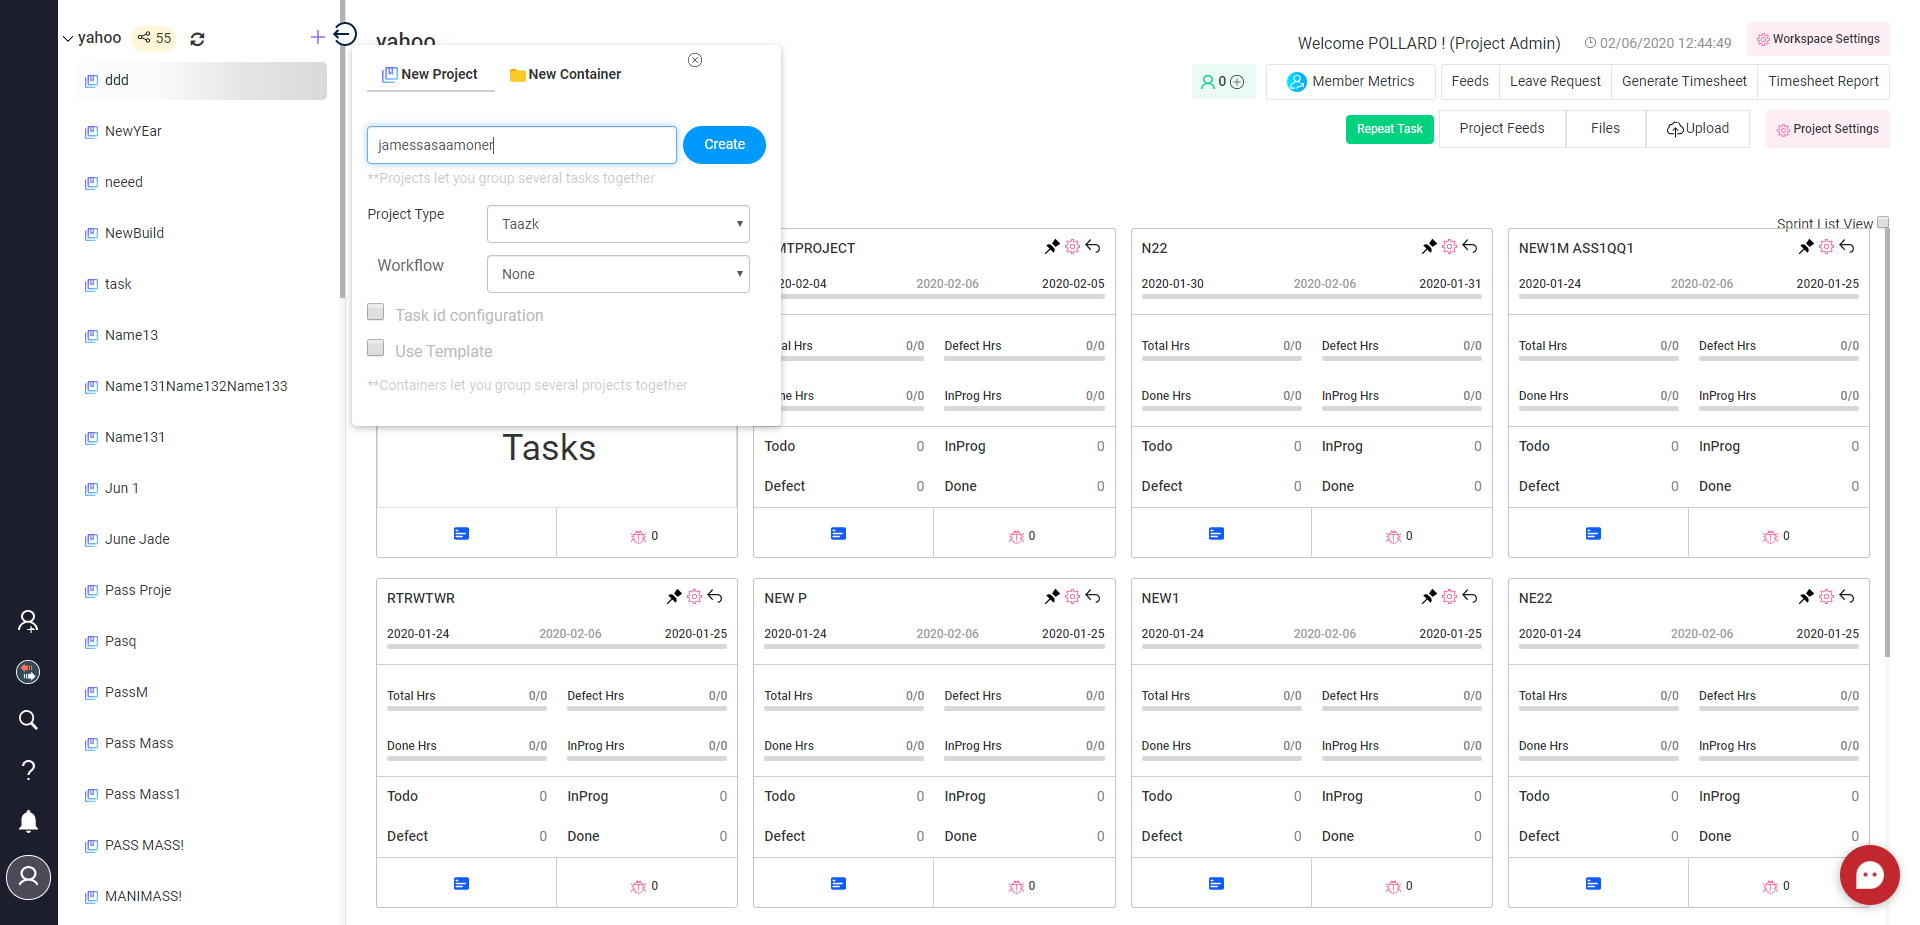 yahoo 55
ddd
NewYEar
neeed
NewBuild
task
Name13
Name131Name132Name133
Name131
Jun 1
June Jade
Pass Proje
Pasq
PassM
Pass Mass
Pass Mass1
PASS MASS!
MANIMASS!
yahoo
Welcome POLLARD ! (Project Admin) 02/06/2020 12:44:49 Workspace Settings
0 Member Metrics Feeds Leave Request Generate Timesheet Timesheet Report
Repeat Task Project Feeds Files Upload Project Settings
Sprint List View
New Project New Container
jamessasaamoner Create
**Projects let you group several tasks together
Project Type Taazk
Workflow None
Task id configuration
Use Template
**Containers let you group several projects together
Tasks
0
MTPROJECT
20-02-04 2020-02-06 2020-02-05
al Hrs 0/0 Defect Hrs 0/0
ne Hrs 0/0 InProg Hrs 0/0
Todo 0 InProg 0
Defect 0 Done 0
0
N22
2020-01-30 2020-02-06 2020-01-31
Total Hrs 0/0 Defect Hrs 0/0
Done Hrs 0/0 InProg Hrs 0/0
Todo 0 InProg 0
Defect 0 Done 0
0
NEW1M ASS1QQ1
2020-01-24 2020-02-06 2020-01-25
Total Hrs 0/0 Defect Hrs 0/0
Done Hrs 0/0 InProg Hrs 0/0
Todo 0 InProg 0
Defect 0 Done 0
0
RTRWTWR
2020-01-24 2020-02-06 2020-01-25
Total Hrs 0/0 Defect Hrs 0/0
Done Hrs 0/0 InProg Hrs 0/0
Todo 0 InProg 0
Defect 0 Done 0
0
NEW P
2020-01-24 2020-02-06 2020-01-25
Total Hrs 0/0 Defect Hrs 0/0
Done Hrs 0/0 InProg Hrs 0/0
Todo 0 InProg 0
Defect 0 Done 0
0
NEW1
2020-01-24 2020-02-06 2020-01-25
Total Hrs 0/0 Defect Hrs 0/0
Done Hrs 0/0 InProg Hrs 0/0
Todo 0 InProg 0
Defect 0 Done 0
0
NE22
2020-01-24 2020-02-06 2020-01-25
Total Hrs 0/0 Defect Hrs 0/0
Done Hrs 0/0 InProg Hrs 0/0
Todo 0 InProg 0
Defect 0 Done 0
0